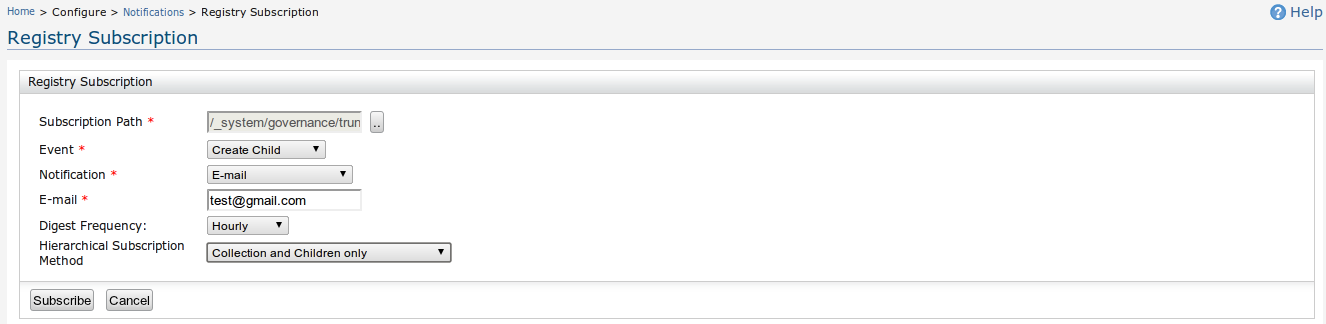 Home > Configure > Notifications > Registry Subscription
Help
Registry Subscription
Registry Subscription
Subscription Path * /_system/governance/trun ..
Event * Create Child
Notification * E-mail
E-mail * test@gmail.com
Digest Frequency: Hourly
Hierarchical Subscription
Method
Collection and Children only
Subscribe Cancel